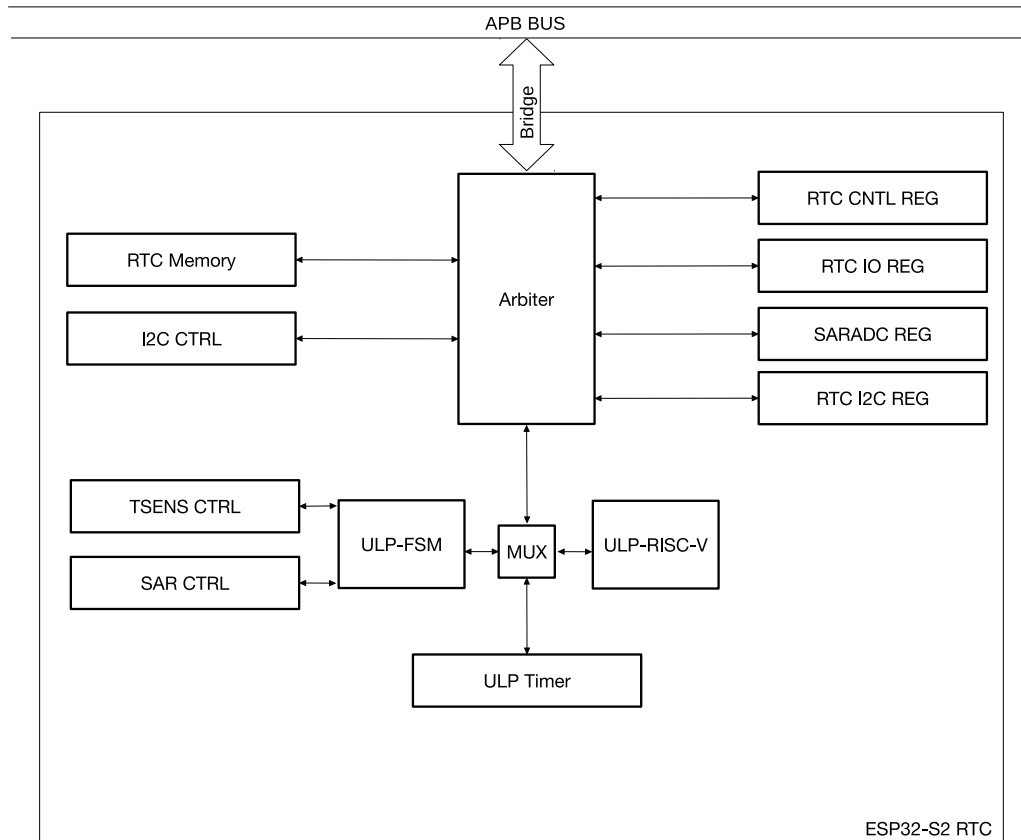 APB BUS
Bridge
RTC CNTL REG
RTC Memory
RTC IO REG
Arbiter
I2C CTRL
SARADC REG
RTC I2C REG
TSENS CTRL
ULP-FSM
MUX
ULP-RISC-V
SAR CTRL
ULP Timer
ESP32-S2 RTC